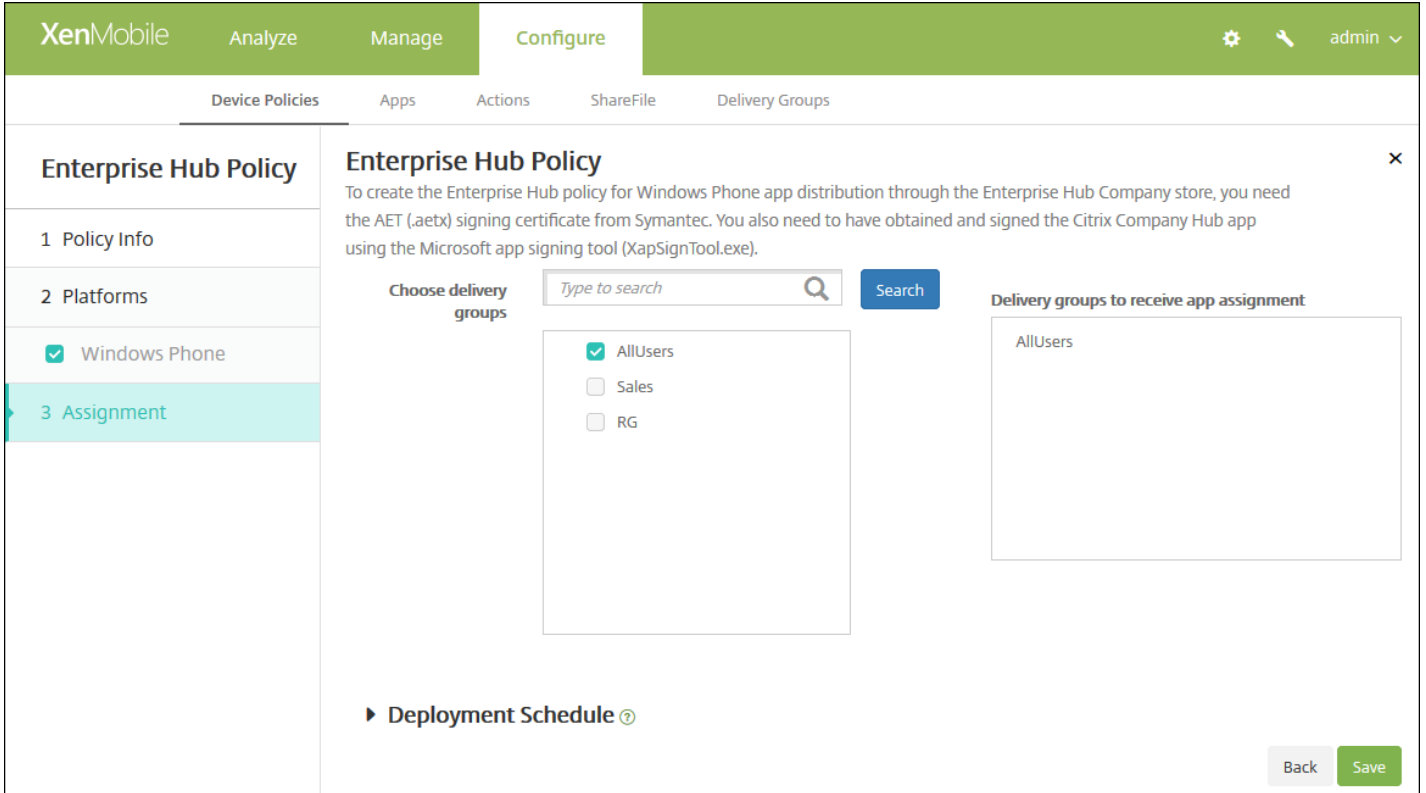 XenMobile Analyze Manage Configure admin
Device Policies Apps Actions ShareFile Delivery Groups
Enterprise Hub Policy
1 Policy Info
2 Platforms
Windows Phone
3 Assignment
Enterprise Hub Policy
To create the Enterprise Hub policy for Windows Phone app distribution through the Enterprise Hub Company store, you need
the AET (.aetx) signing certificate from Symantec. You also need to have obtained and signed the Citrix Company Hub app
using the Microsoft app signing tool (XapSignTool.exe).
Choose delivery
groups
Type to search
Search
AllUsers
Sales
RG
Delivery groups to receive app assignment
AllUsers
Deployment Schedule ?
Back Save